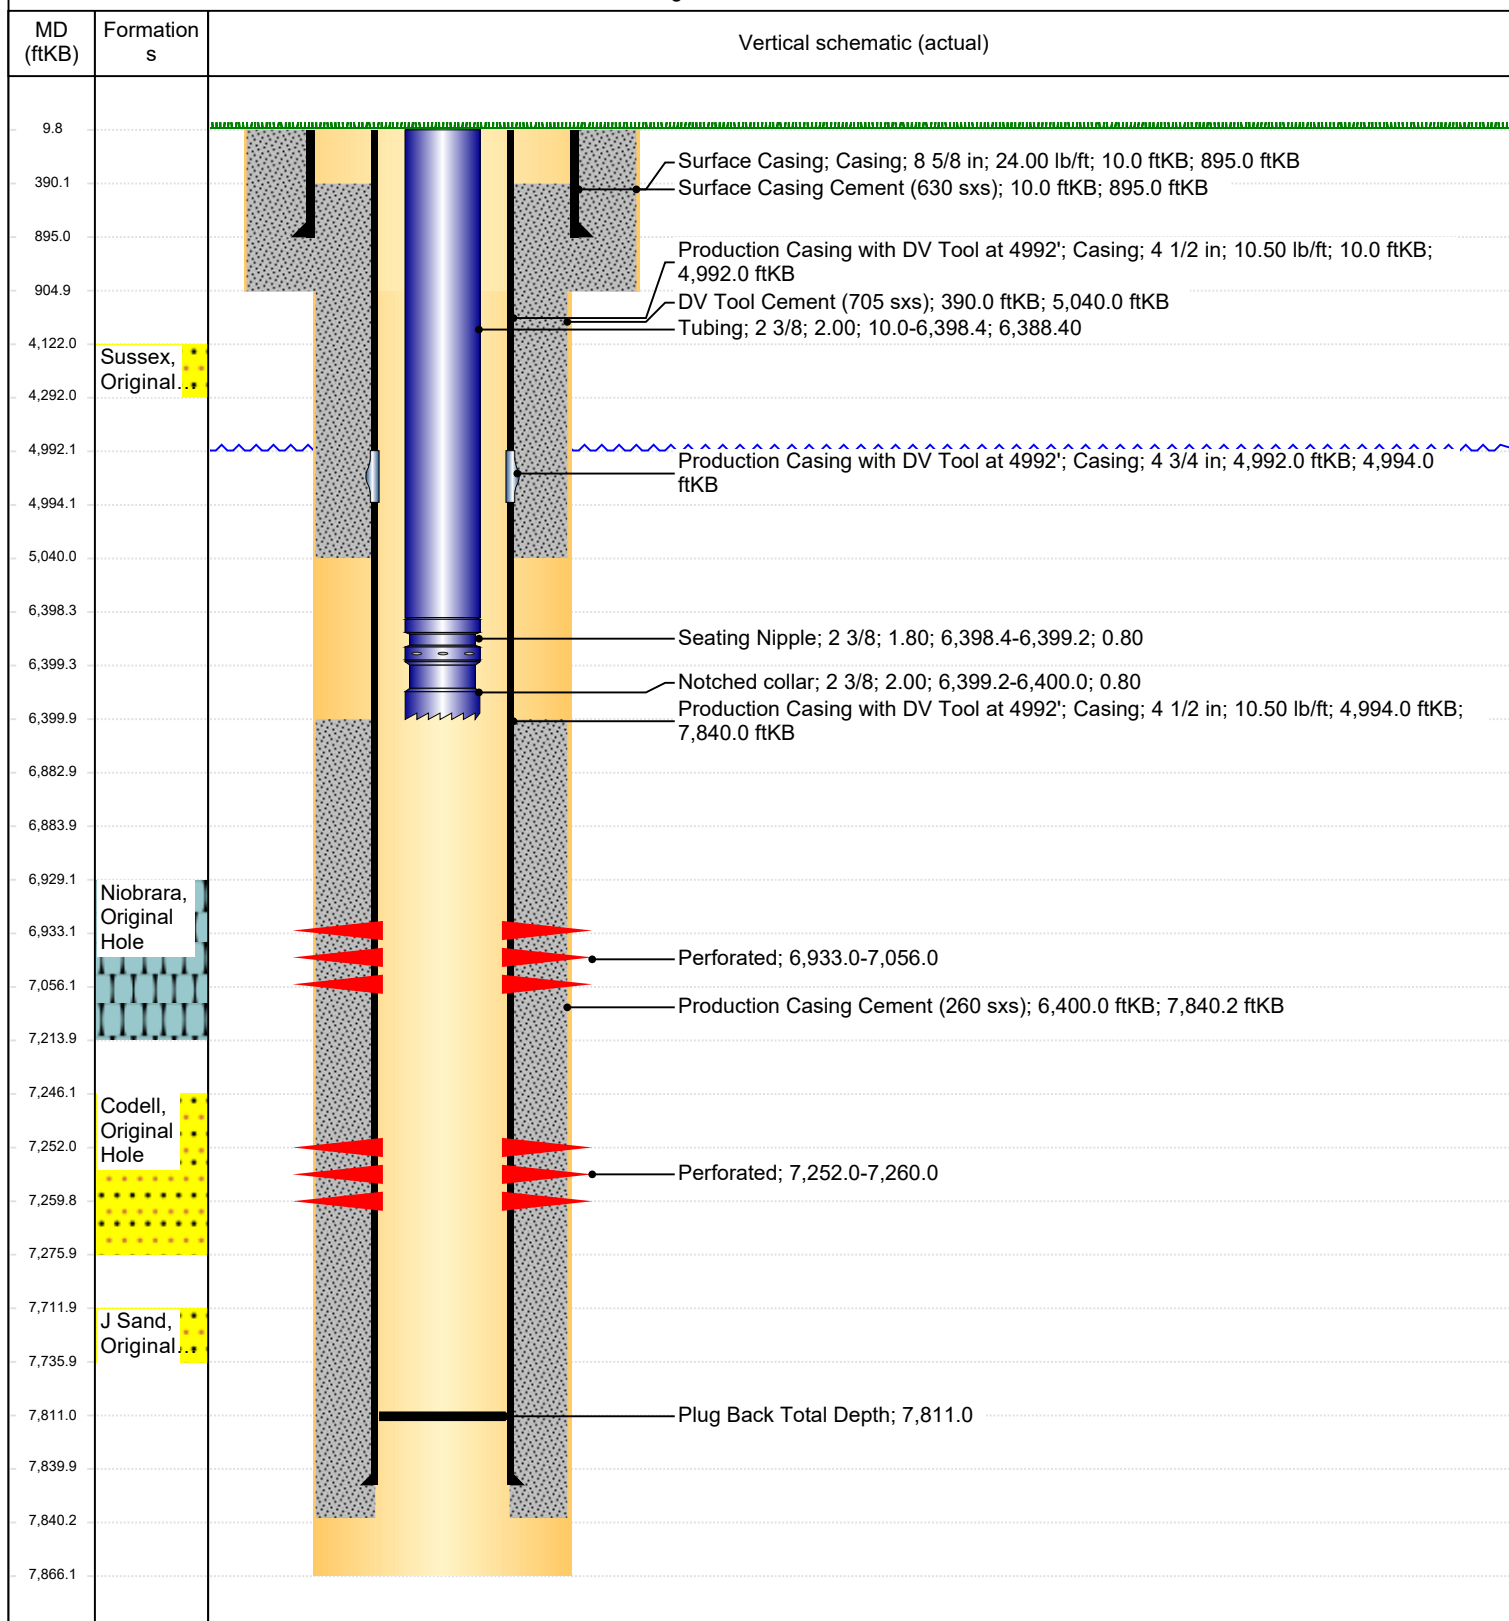 MD
(ftKB)
Formation
s
Vertical schematic (actual)
9.8
390.1
895.0
904.9
4,122.0
4,292.0
4,992.1
4,994.1
5,040.0
6,398.3
6,399.3
6,399.9
6,882.9
6,883.9
6,929.1
6,933.1
7,056.1
7,213.9
7,246.1
7,252.0
7,259.8
7,275.9
7,711.9
7,735.9
7,811.0
7,839.9
7,840.2
7,866.1
Sussex,
Original...
Niobrara,
Original
Hole
Codell,
Original
Hole
J Sand,
Original...
Surface Casing; Casing; 8 5/8 in; 24.00 lb/ft; 10.0 ftKB; 895.0 ftKB
Surface Casing Cement (630 sxs); 10.0 ftKB; 895.0 ftKB
Production Casing with DV Tool at 4992'; Casing; 4 1/2 in; 10.50 lb/ft; 10.0 ftKB;
4,992.0 ftKB
DV Tool Cement (705 sxs); 390.0 ftKB; 5,040.0 ftKB
Tubing; 2 3/8; 2.00; 10.0-6,398.4; 6,388.40
Production Casing with DV Tool at 4992'; Casing; 4 3/4 in; 4,992.0 ftKB; 4,994.0
ftKB
Seating Nipple; 2 3/8; 1.80; 6,398.4-6,399.2; 0.80
Notched collar; 2 3/8; 2.00; 6,399.2-6,400.0; 0.80
Production Casing with DV Tool at 4992'; Casing; 4 1/2 in; 10.50 lb/ft; 4,994.0 ftKB;
7,840.0 ftKB
Perforated; 6,933.0-7,056.0
Production Casing Cement (260 sxs); 6,400.0 ftKB; 7,840.2 ftKB
Perforated; 7,252.0-7,260.0
Plug Back Total Depth; 7,811.0